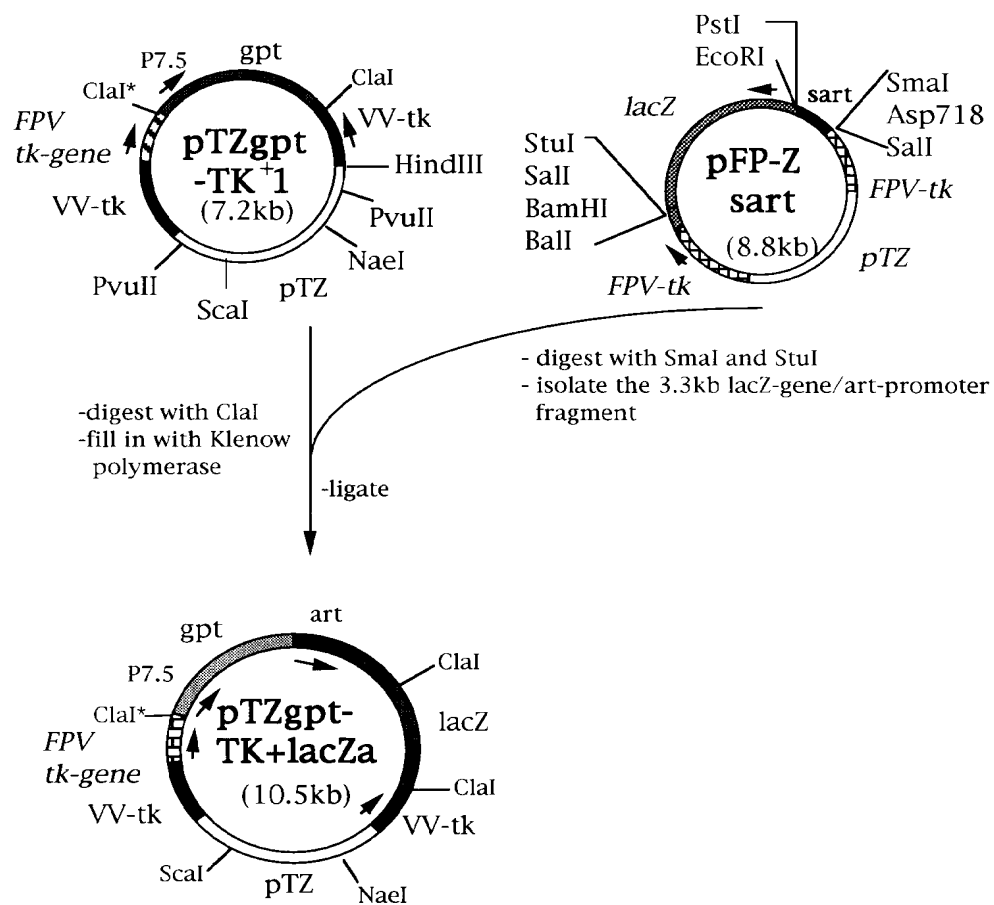 gpt
P7.5
ClaI*
ClaI
FPV
tk-gene
VV-tk
pTZgpt
-TK+1
(7.2kb)
HindIII
VV-tk
PvuII
NaeI
PvuII
ScaI
pTZ
PstI
EcoRI
lacZ
sart
SmaI
Asp718
SalI
StuI
SalI
BamHI
BalI
pFP-Z
sart
(8.8kb)
FPV-tk
pTZ
FPV-tk
- digest with SmaI and StuI
- isolate the 3.3kb lacZ-gene/art-promoter
fragment
-digest with ClaI
-fill in with Klenow
polymerase
-ligate
gpt
art
P7.5
ClaI
ClaI*
FPV
tk-gene
pTZgpt-
TK+lacZa
(10.5kb)
lacZ
ClaI
VV-tk
VV-tk
ScaI
pTZ
NaeI